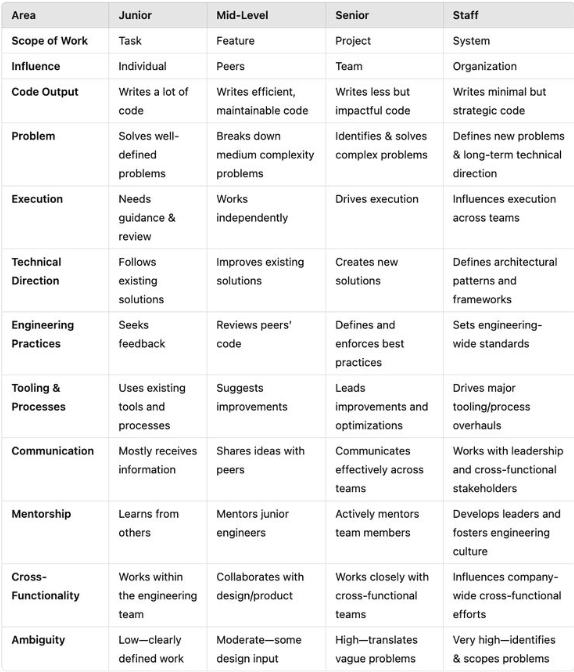 Area Junior Mid-Level Senior Staff
Scope of Work Task Feature Project System
Influence Individual Peers Team Organization
Code Output Writes a lot of Writes efficient, Writes less but Writes minimal but
code maintainable code impactful code strategic code
Problem Solves well- Breaks down Identifies & solves Defines new problems
defined medium complexity complex problems & long-term technical
problems problems direction
Execution Needs Works Drives execution Influences execution
guidance & independently across teams
review
Technical Follows Improves existing Creates new Defines architectural
Direction existing solutions solutions patterns and
solutions frameworks
Engineering Seeks Reviews peers' Defines and Sets engineering-
Practices feedback code enforces best wide standards
practices
Tooling & Uses existing Suggests Leads Drives major
Processes tools and improvements improvements and tooling/process
processes optimizations overhauls
Communication Mostly receives Shares ideas with Communicates Works with leadership
information peers effectively across and cross-functional
teams stakeholders
Mentorship Learns from Mentors junior Actively mentors Develops leaders and
others engineers team members fosters engineering
culture
Cross- Works within Collaborates with Works closely with Influences company-
Functionality the engineering design/product cross-functional wide cross-functional
team teams efforts
Ambiguity Low—clearly Moderate—some High—translates Very high—identifies
defined work design input vague problems & scopes problems